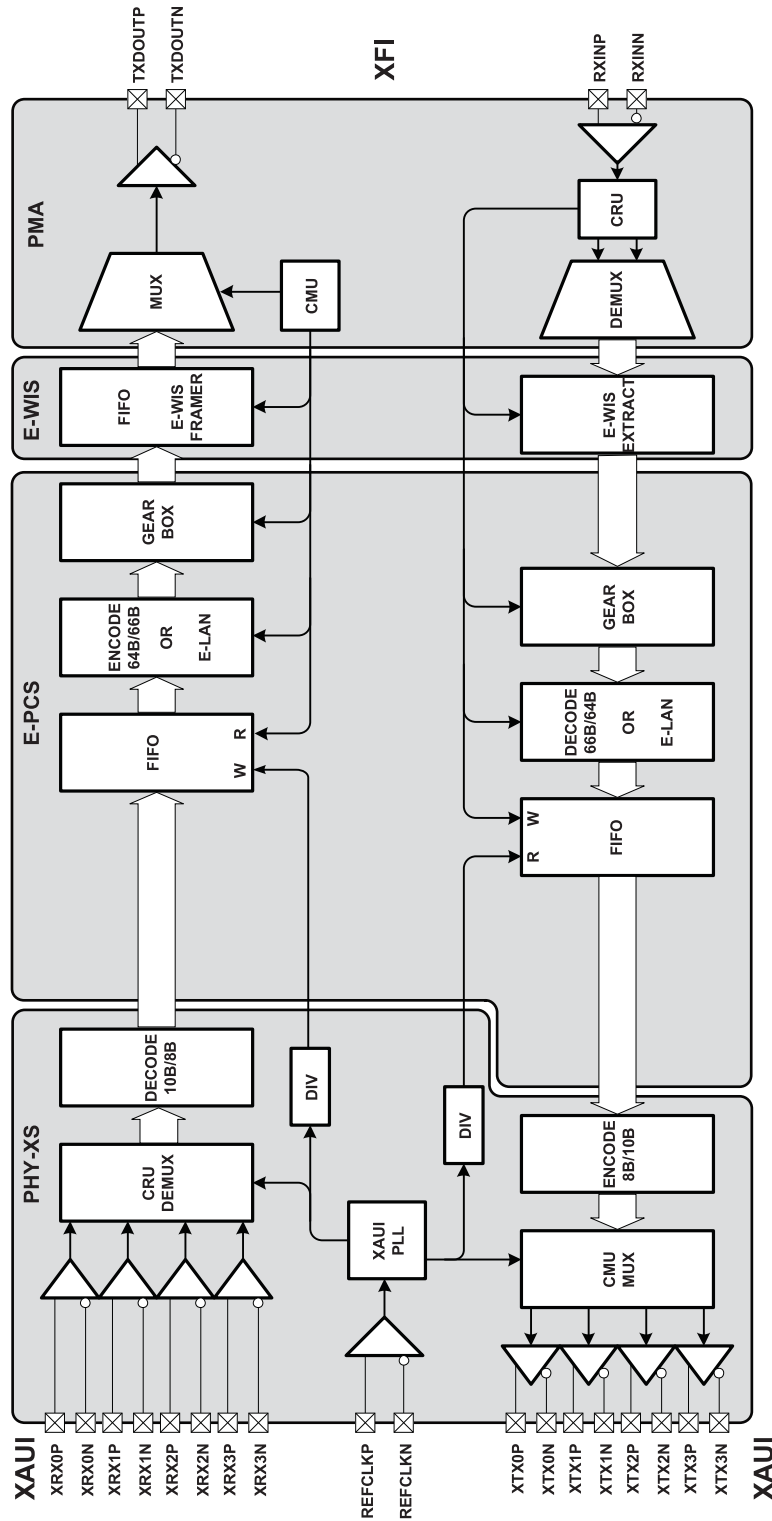 XAUI
XRX0P
XRX0N
XRX1P
XRX1N
XRX2P
XRX2N
XRX3P
XRX3N
REFCLKP
REFCLKN
XTX0P
XTX0N
XTX1P
XTX1N
XTX2P
XTX2N
XTX3P
XTX3N
XAUI
PHY-XS
CRU
DEMUX
DECODE
10B/8B
XAUI
PLL
DIV
DIV
CMU
MUX
ENCODE
8B/10B
E-PCS
FIFO
W
R
ENCODE
64B/66B
OR
E-LAN
GEAR
BOX
R
W
FIFO
DECODE
66B/64B
OR
E-LAN
GEAR
BOX
E-WIS
FIFO
E-WIS
FRAMER
E-WIS
EXTRACT
PMA
MUX
CMU
DEMUX
CRU
TXDOUTP
TXDOUTN
XFI
RXINP
RXINN